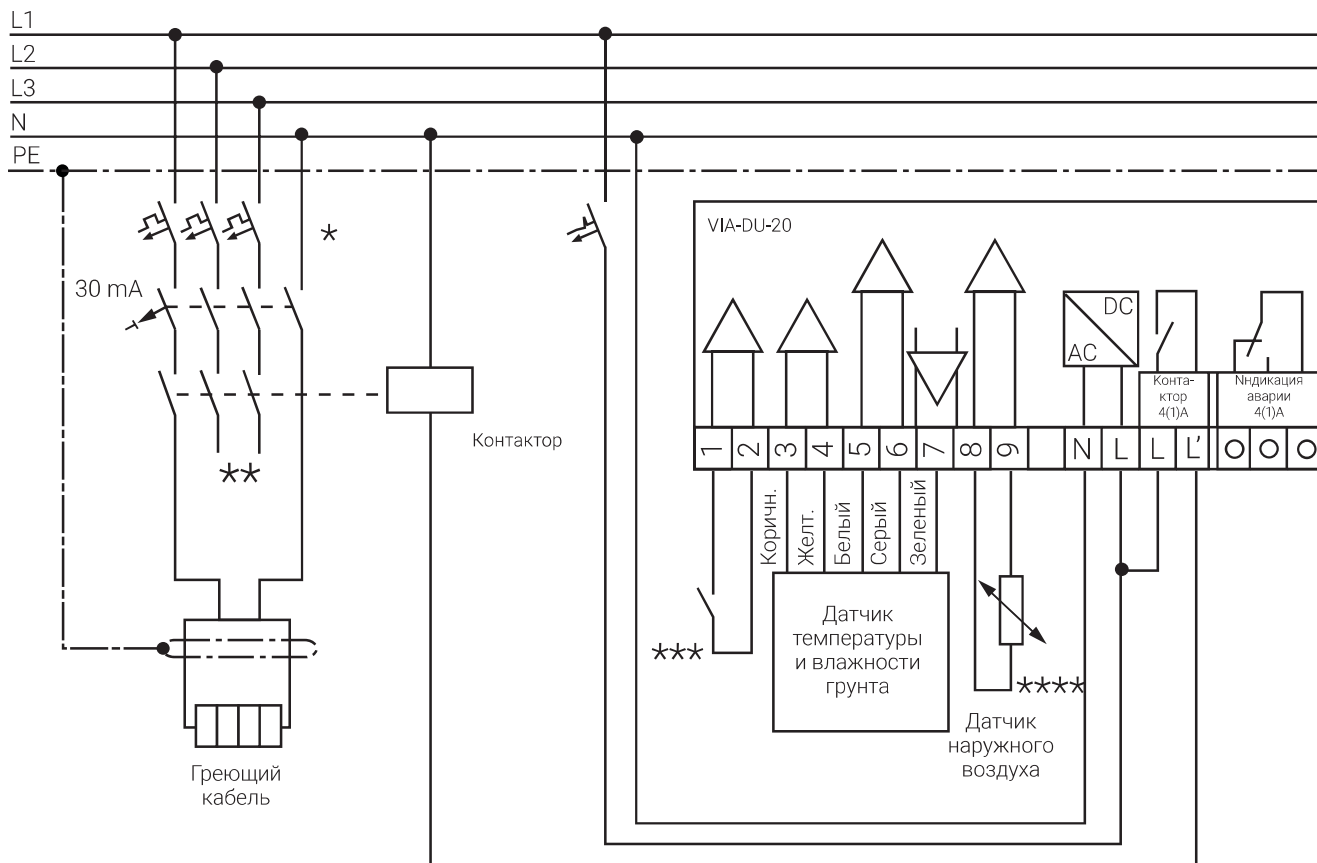 L1
L2
L3
N
PE
*
30 mA
Контактор
**
Греющий
кабель
VIA-DU-20
DC
AC
Конта-
ктор
4(1)А
Nндикация
аварии
4(1)А
1 2 3 4 5 6 7 8 9 N L L L’ O O O
Коричн.
Желт.
Белый
Серый
Зеленый
Датчик
температуры
и влажности
грунта
***
****
Датчик
наружного
воздуха